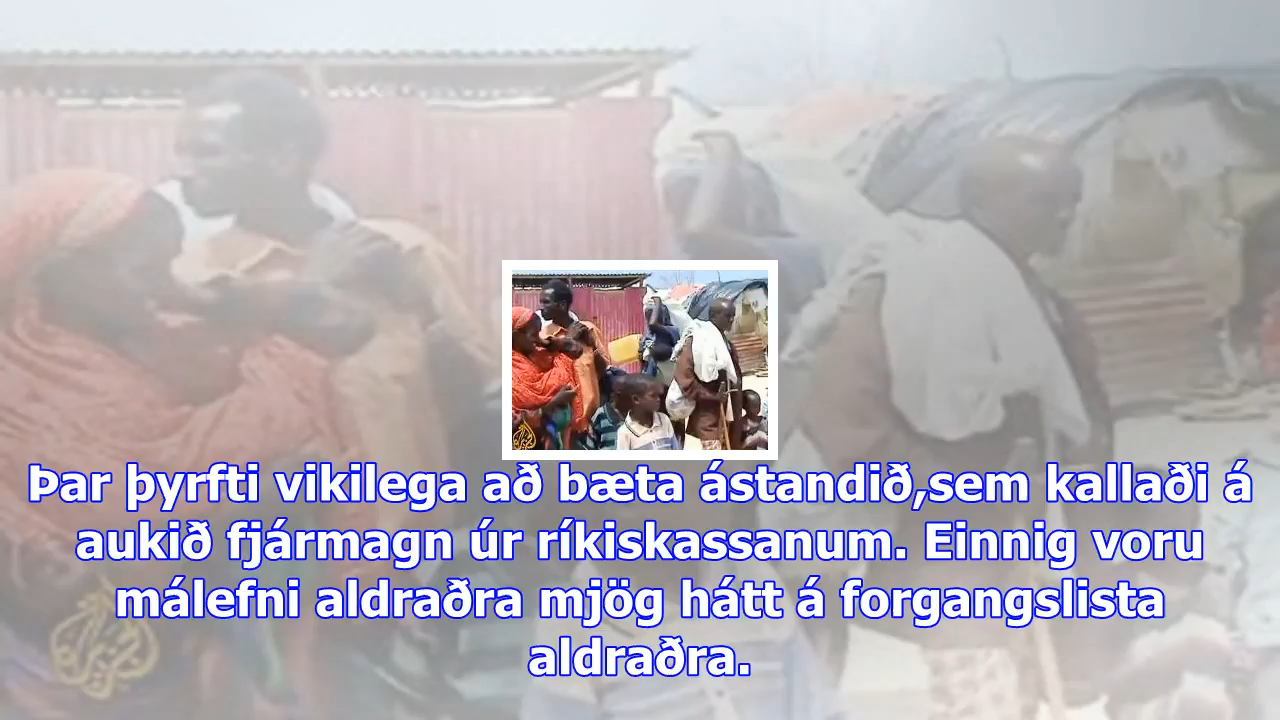 Þar þyrfti vikilega að bæta ástandið,sem kallaði á
aukið fjármagn úr ríkiskassanum. Einnig voru
málefni aldraðra mjög hátt á forgangslista
aldraðra.